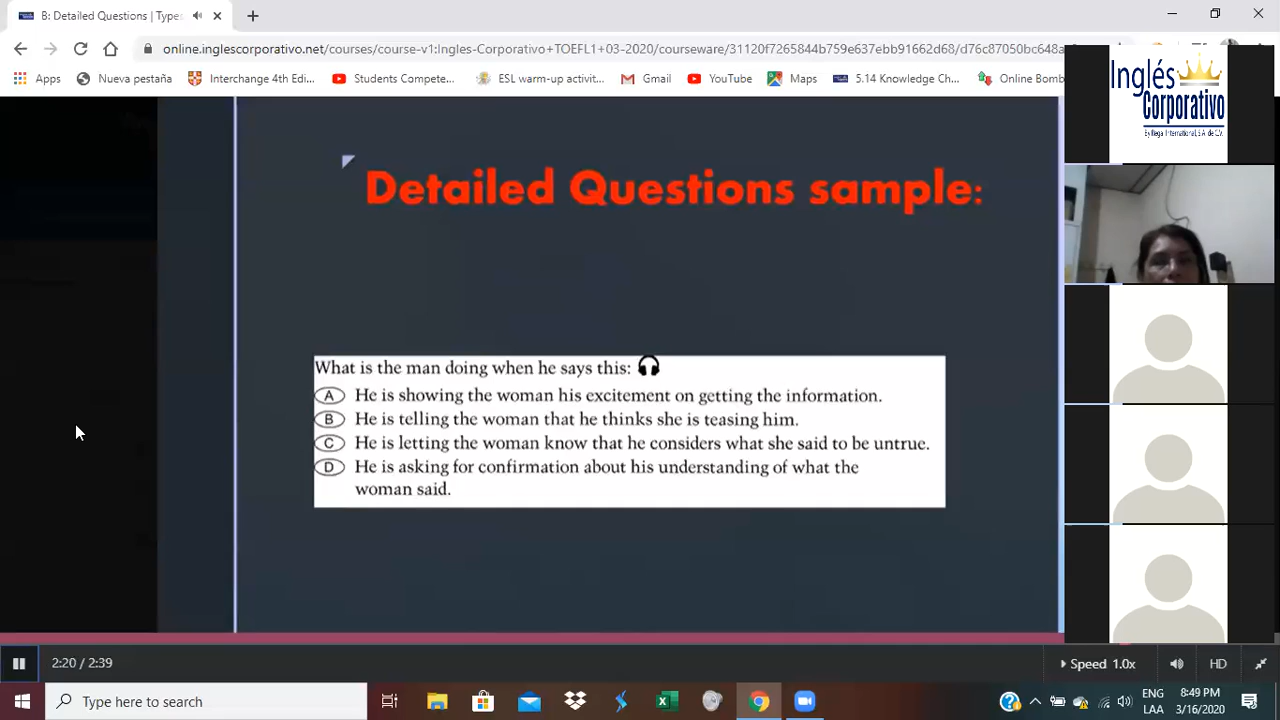 B: Detailed Questions | Type:
online.inglescorporativo.net/courses/course-v1:Ingles-Corporativo+TOEFL1+03-2020/courseware/31120f7265844b759e637ebb91662d68/d76c87050bc648a
Apps
Nueva pestaña
Interchange 4th Edi...
Students Compete...
ESL warm-up activit...
Gmail
YouTube
Maps
5.14 Knowledge Ch...
Online Bomb
Inglés
Corporativo
Detailed Questions sample:
What is the man doing when he says this:
A He is showing the woman his excitement on getting the information.
B He is telling the woman that he thinks she is teasing him.
C He is letting the woman know that he considers what she said to be untrue.
D He is asking for confirmation about his understanding of what the
woman said.
2:20 / 2:39
Speed 1.0x
HD
Type here to search
ENG
LAA
8:49 PM
3/16/2020